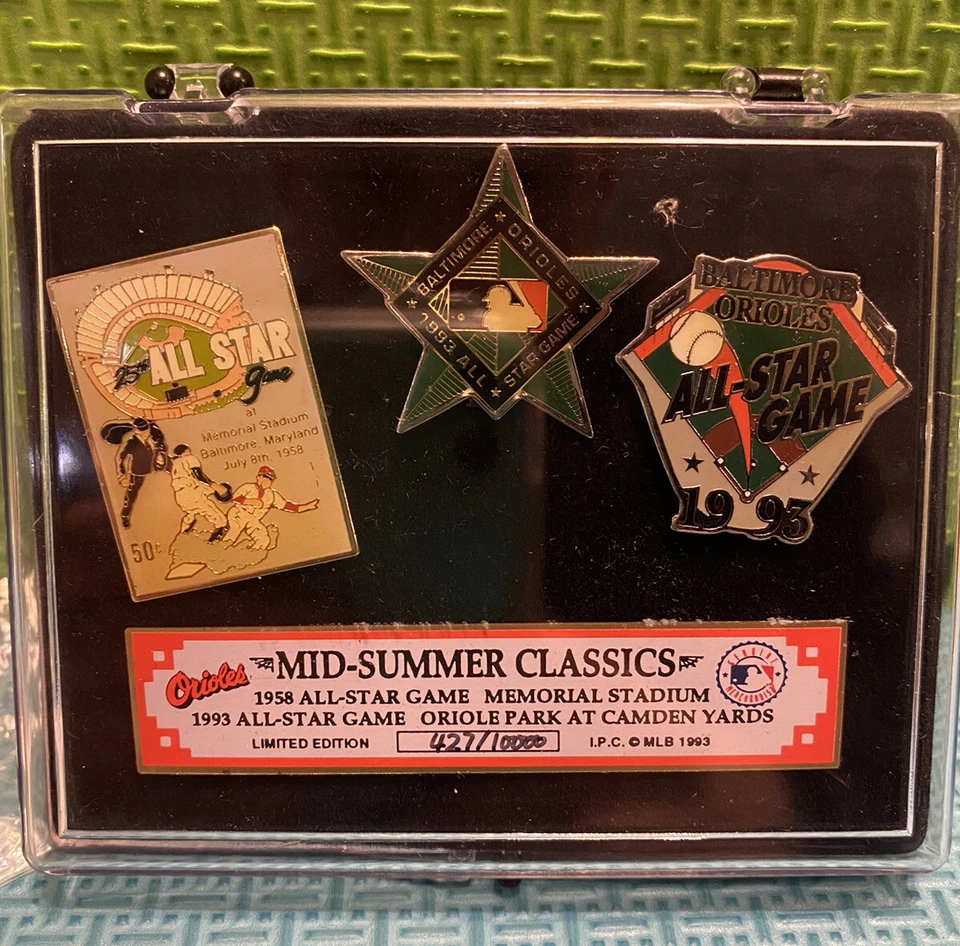 25th ALL STAR
Game
at
Memorial Stadium
Baltimore, Maryland
July 8th, 1958
50¢
BALTIMORE ORIOLES
1993 ALL STAR GAME
BALTIMORE
ORIOLES
ALL-STAR
GAME
1993
Orioles MID-SUMMER CLASSICS
1958 ALL-STAR GAME MEMORIAL STADIUM
1993 ALL-STAR GAME ORIOLE PARK AT CAMDEN YARDS
LIMITED EDITION 427/10000 I.P.C. © MLB 1993
GENUINE
MERCHANDISE